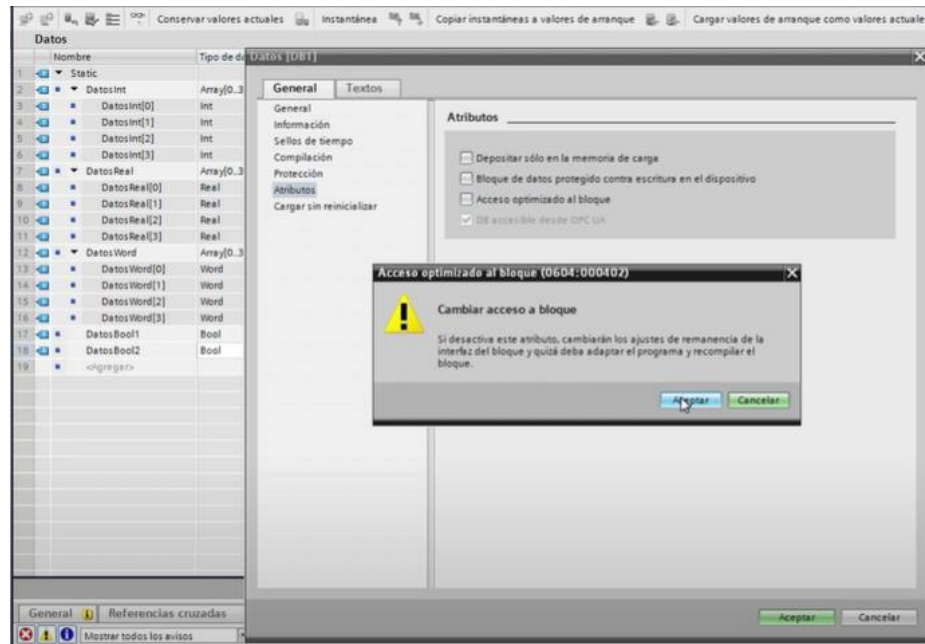 Conservar valores actuales Instantánea Copiar instantáneas a valores de arranque Cargar valores de arranque como valores actuale
Datos
Nombre Tipo de da
1 Static
2 DatosInt Array[0..3
3 DatosInt[0] Int
4 DatosInt[1] Int
5 DatosInt[2] Int
6 DatosInt[3] Int
7 DatosReal Array[0..3
8 DatosReal[0] Real
9 DatosReal[1] Real
10 DatosReal[2] Real
11 DatosReal[3] Real
12 DatosWord Array[0..3
13 DatosWord[0] Word
14 DatosWord[1] Word
15 DatosWord[2] Word
16 DatosWord[3] Word
17 DatosBool1 Bool
18 DatosBool2 Bool
19 <Agregar>
Datos [DB1]
General Textos
General
Información
Sellos de tiempo
Compilación
Protección
Atributos
Cargar sin reinicializar
Atributos
Depositar sólo en la memoria de carga
Bloque de datos protegido contra escritura en el dispositivo
Acceso optimizado al bloque
DB accesible desde OPC UA
Acceso optimizado al bloque (0604:000402)
Cambiar acceso a bloque
Si desactiva este atributo, cambiarán los ajustes de remanencia de la
interfaz del bloque y quizá deba adaptar el programa y recompilar el
bloque.
Aceptar Cancelar
Aceptar Cancelar
General Referencias cruzadas
Mostrar todos los avisos